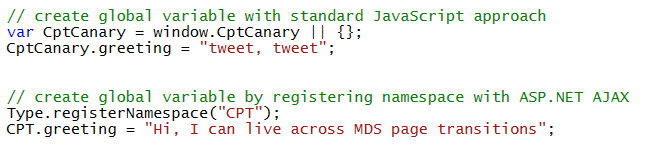 // create global variable with standard JavaScript approach
var CptCanary = window.CptCanary || {};
CptCanary.greeting = "tweet, tweet";
// create global variable by registering namespace with ASP.NET AJAX
Type.registerNamespace("CPT");
CPT.greeting = "Hi, I can live across MDS page transitions";